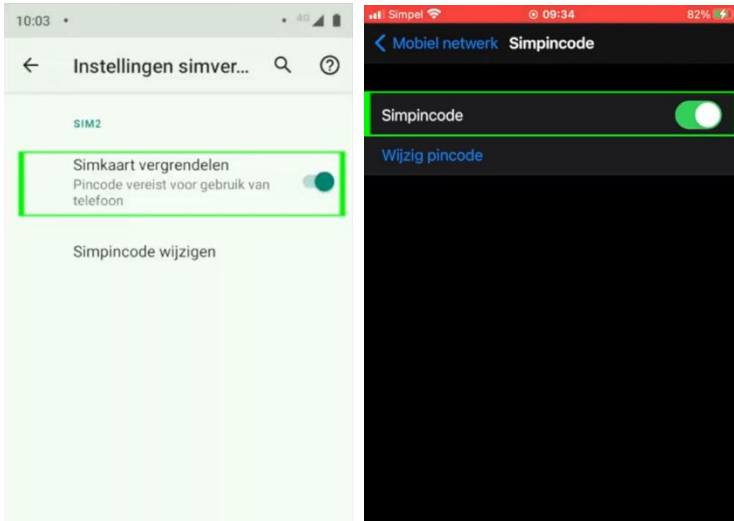 10:03
4G
Instellingen simver...
SIM2
Simkaart vergrendelen
Pincode vereist voor gebruik van
telefoon
Simpincode wijzigen
Simpel 09:34 82%
Mobiel netwerk Simpincode
Simpincode
Wijzig pincode